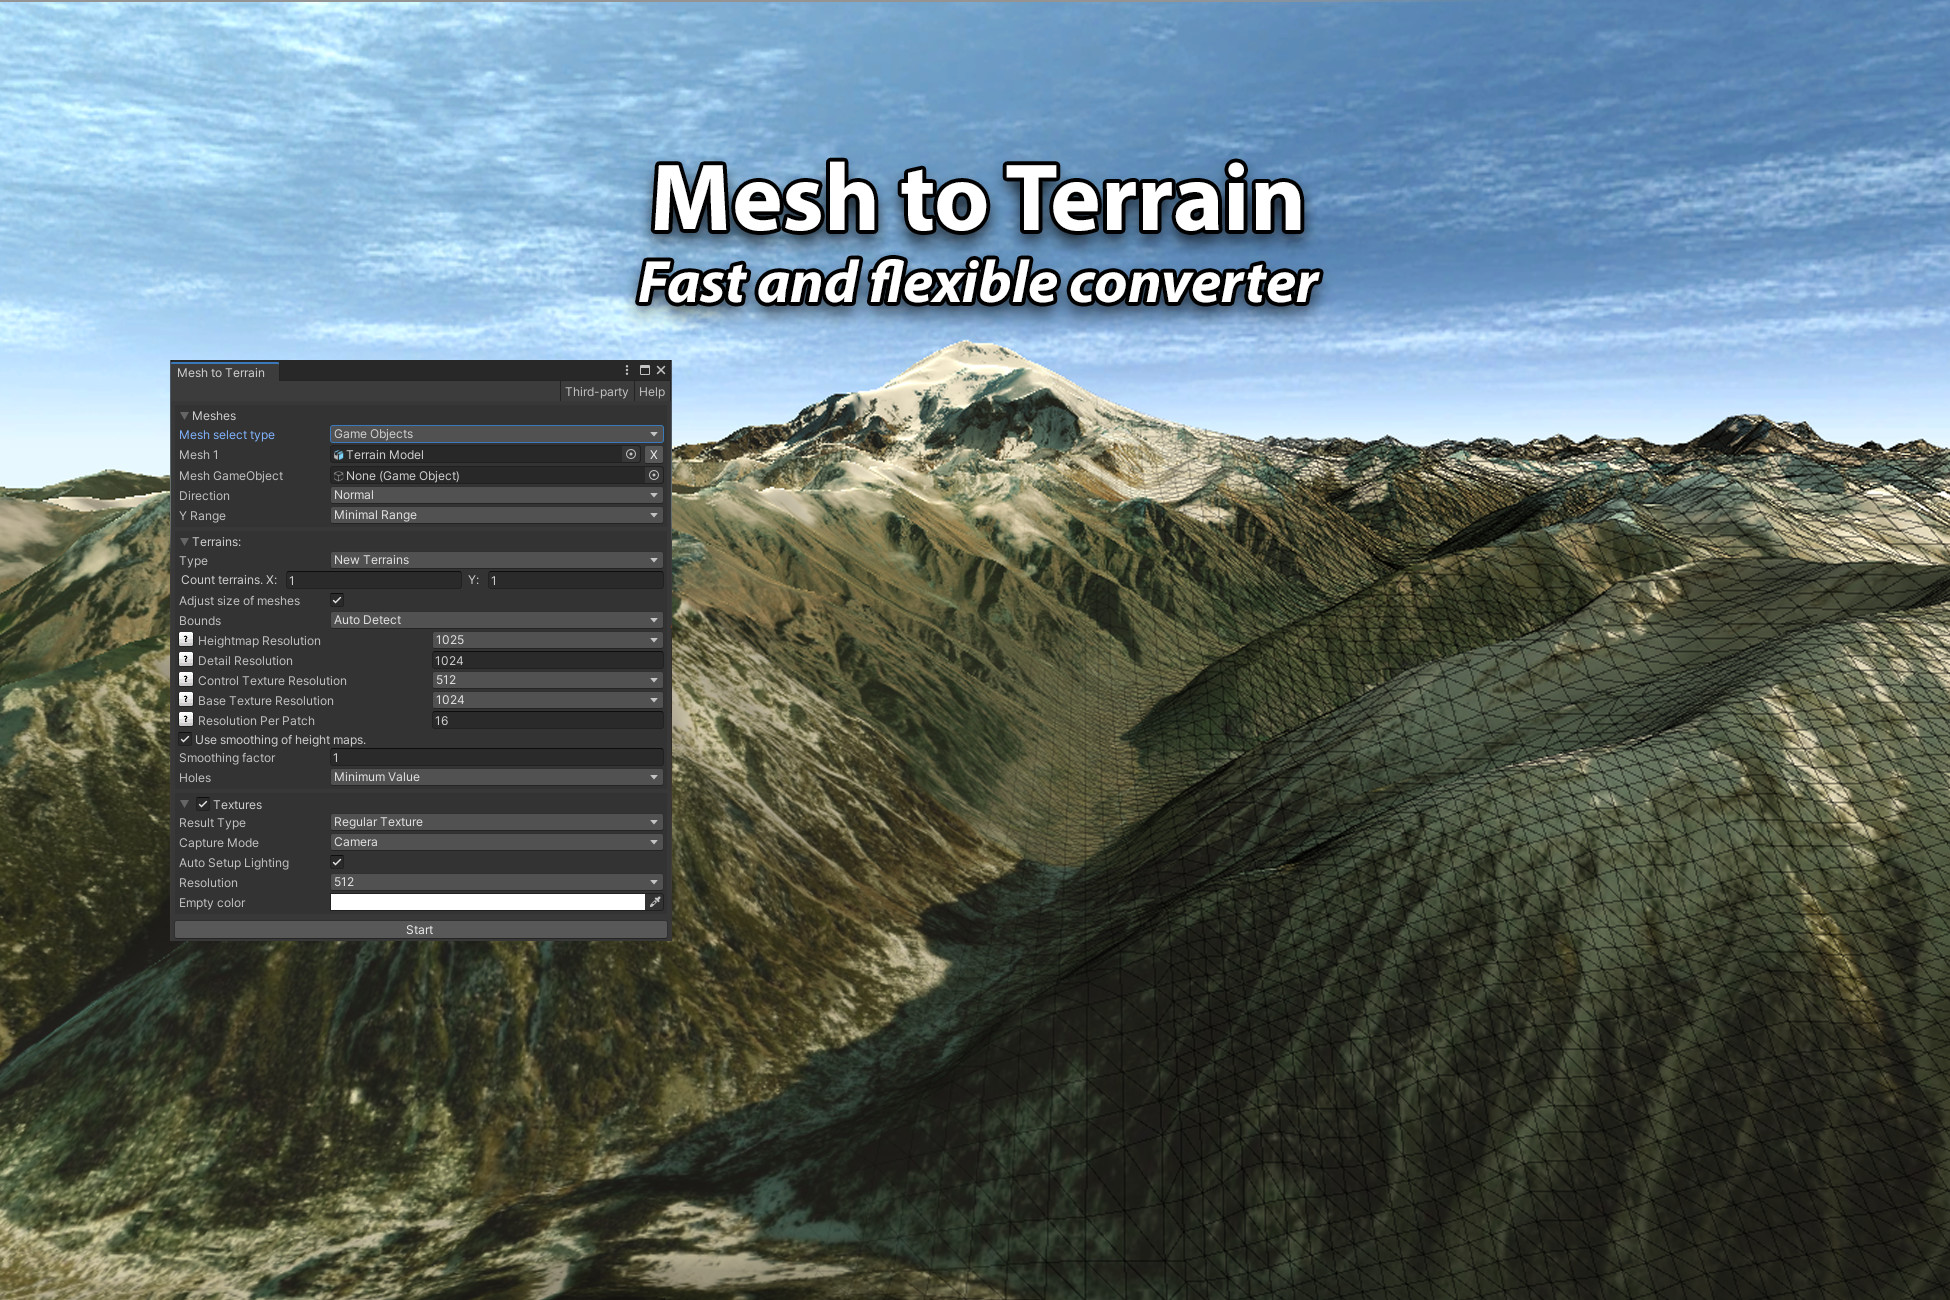 Mesh to Terrain
Fast and flexible converter
Mesh to Terrain
Third-party Help
Meshes
Mesh select type Game Objects
Mesh 1 Terrain Model X
Mesh GameObject None (Game Object)
Direction Normal
Y Range Minimal Range
Terrains:
Type New Terrains
Count terrains. X: 1 Y: 1
Adjust size of meshes
Bounds Auto Detect
? Heightmap Resolution 1025
? Detail Resolution 1024
? Control Texture Resolution 512
? Base Texture Resolution 1024
? Resolution Per Patch 16
Use smoothing of height maps.
Smoothing factor 1
Holes Minimum Value
Textures
Result Type Regular Texture
Capture Mode Camera
Auto Setup Lighting
Resolution 512
Empty color
Start